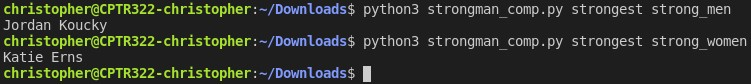 christopher@CPTR322-christopher:~/Downloads$ python3 strongman_comp.py strongest strong_men
Jordan Koucky
christopher@CPTR322-christopher:~/Downloads$ python3 strongman_comp.py strongest strong_women
Katie Erns
christopher@CPTR322-christopher:~/Downloads$